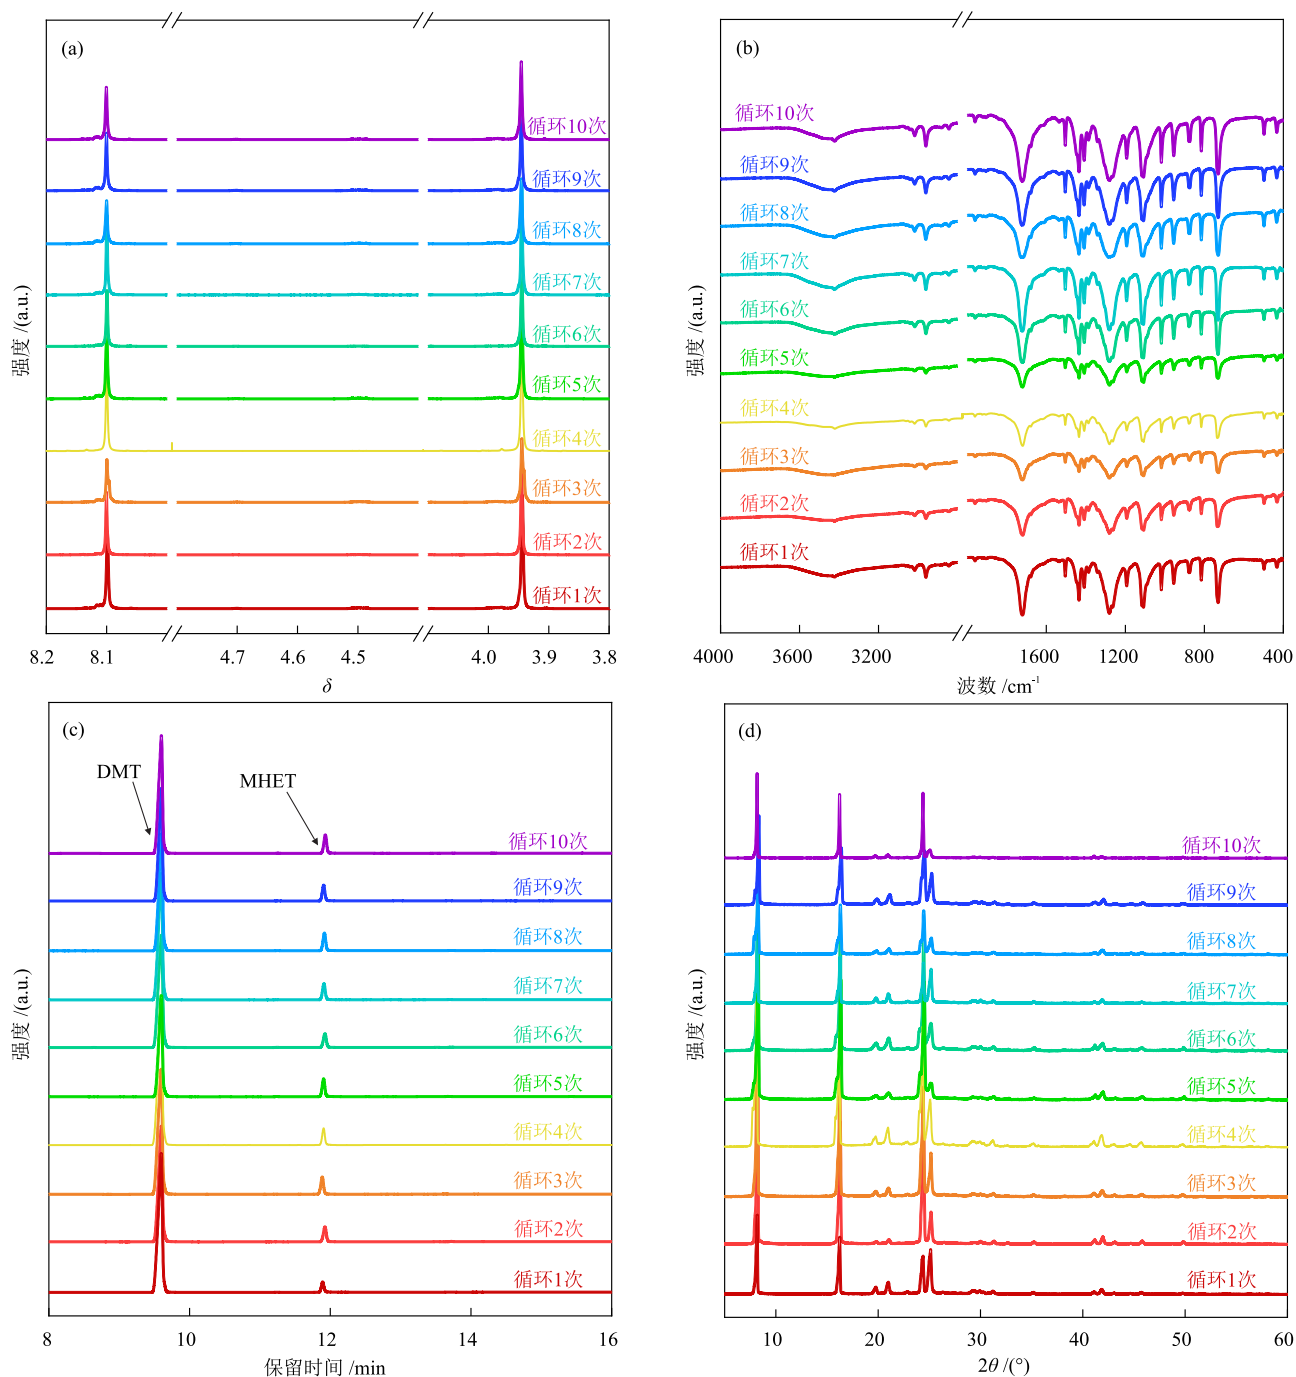 (a)
循环10次
循环9次
循环8次
循环7次
循环6次
循环5次
循环4次
循环3次
循环2次
循环1次
强度 /(a.u.)
8.2 8.1 4.7 4.6 4.5 4.0 3.9 3.8
δ
(b)
循环10次
循环9次
循环8次
循环7次
循环6次
循环5次
循环4次
循环3次
循环2次
循环1次
强度 /(a.u.)
4000 3600 3200 1600 1200 800 400
波数 /cm⁻¹
(c)
DMT
MHET
循环10次
循环9次
循环8次
循环7次
循环6次
循环5次
循环4次
循环3次
循环2次
循环1次
强度 /(a.u.)
8 10 12 14 16
保留时间 /min
(d)
循环10次
循环9次
循环8次
循环7次
循环6次
循环5次
循环4次
循环3次
循环2次
循环1次
强度 /(a.u.)
10 20 30 40 50 60
2θ /(°)